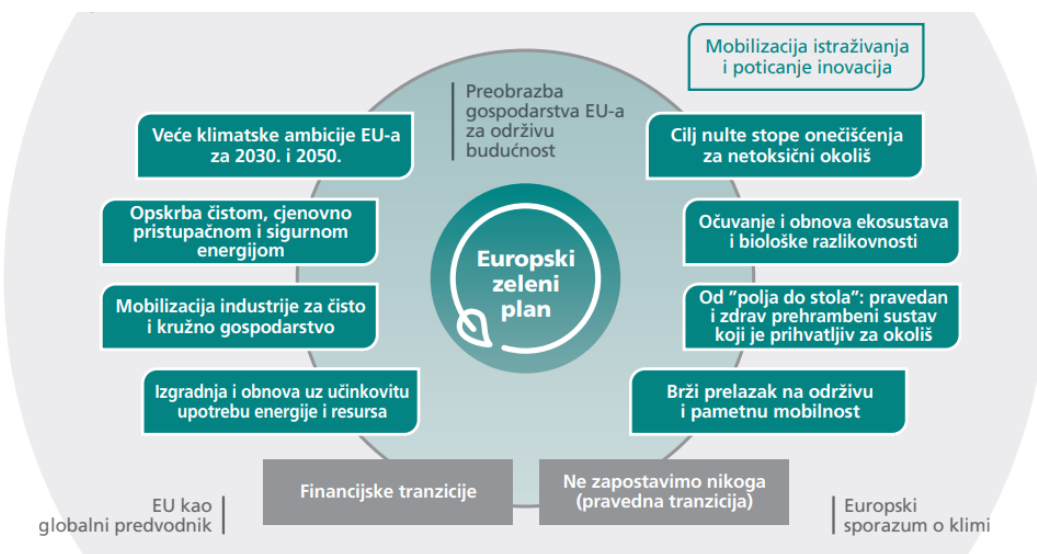 Mobilizacija istraživanja
i poticanje inovacija
Preobrazba
gospodarstva EU-a
za održivu
budućnost
Veće klimatske ambicije EU-a
za 2030. i 2050.
Cilj nulte stope onečišćenja
za netoksični okoliš
Opskrba čistom, cjenovno
pristupačnom i sigurnom
energijom
Očuvanje i obnova ekosustava
i biološke razlikovnosti
Europski
zeleni
plan
Mobilizacija industrije za čisto
i kružno gospodarstvo
Od ”polja do stola”: pravedan
i zdrav prehrambeni sustav
koji je prihvatljiv za okoliš
Izgradnja i obnova uz učinkovitu
upotrebu energije i resursa
Brži prelazak na održivu
i pametnu mobilnost
Financijske tranzicije
Ne zapostavimo nikoga
(pravedna tranzicija)
EU kao
globalni predvodnik
Europski
sporazum o klimi